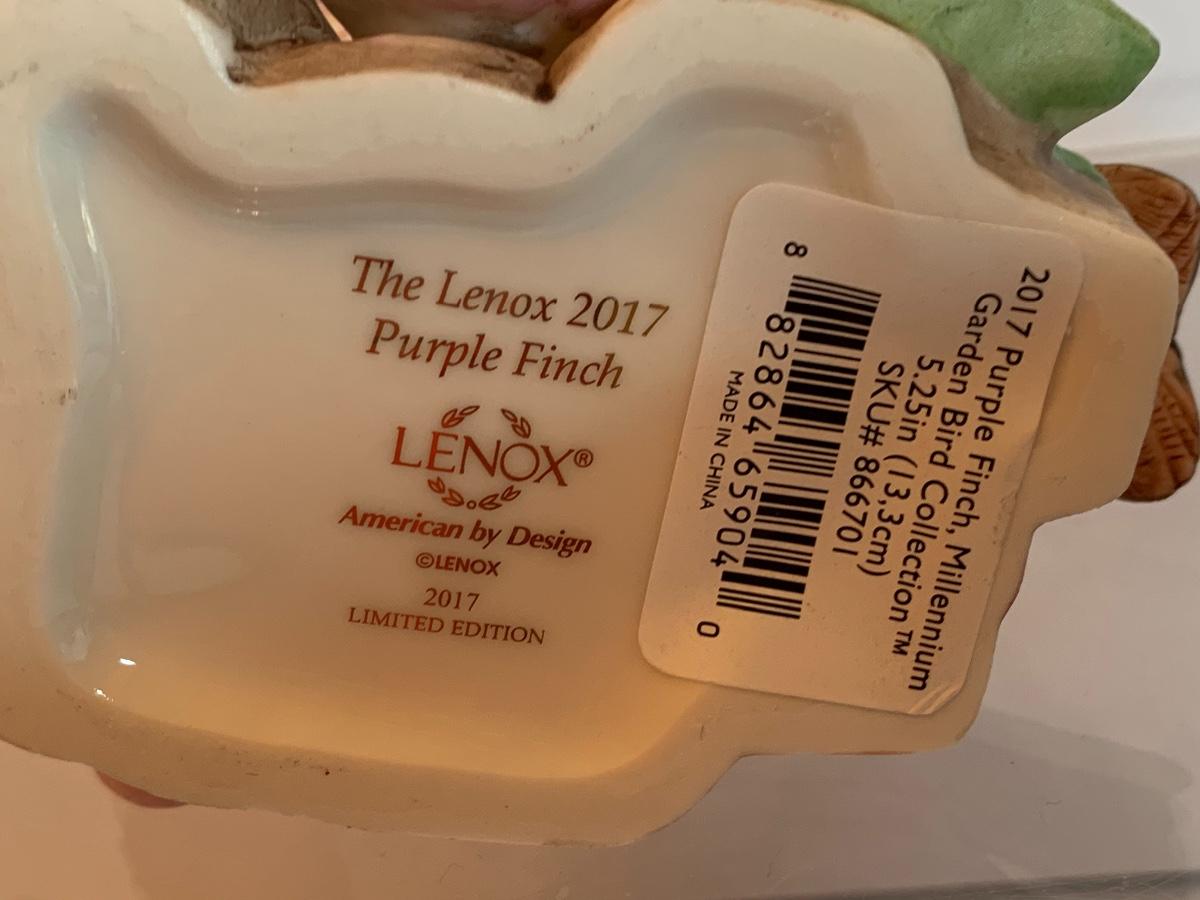 The Lenox 2017
Purple Finch
LENOX®
American by Design
©LENOX
2017
LIMITED EDITION
2017 Purple Finch, Millennium
Garden Bird Collection™
5.25in (13,3cm)
SKU# 866701
8 82864 65904 0
MADE IN CHINA